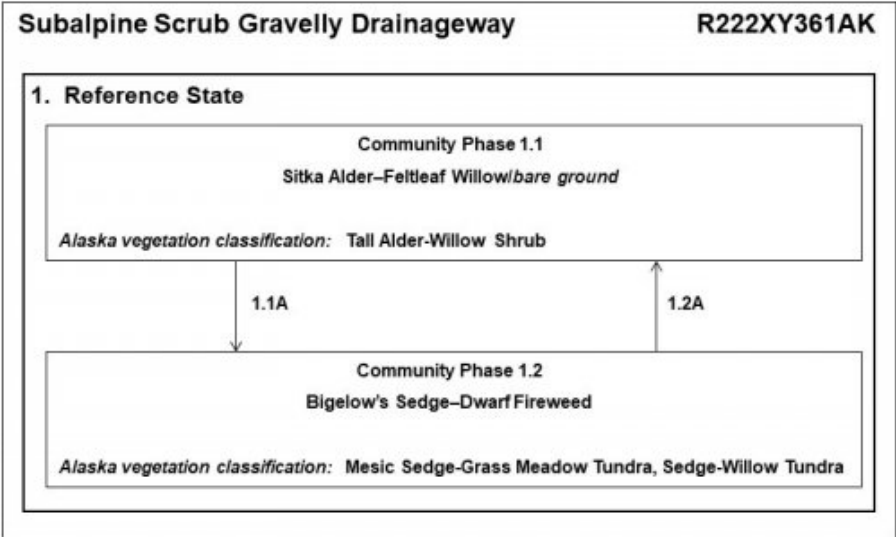 Subalpine Scrub Gravelly Drainageway R222XY361AK
1. Reference State
Community Phase 1.1
Sitka Alder–Feltleaf Willow/bare ground
Alaska vegetation classification: Tall Alder-Willow Shrub
1.1A 1.2A
Community Phase 1.2
Bigelow's Sedge–Dwarf Fireweed
Alaska vegetation classification: Mesic Sedge-Grass Meadow Tundra, Sedge-Willow Tundra